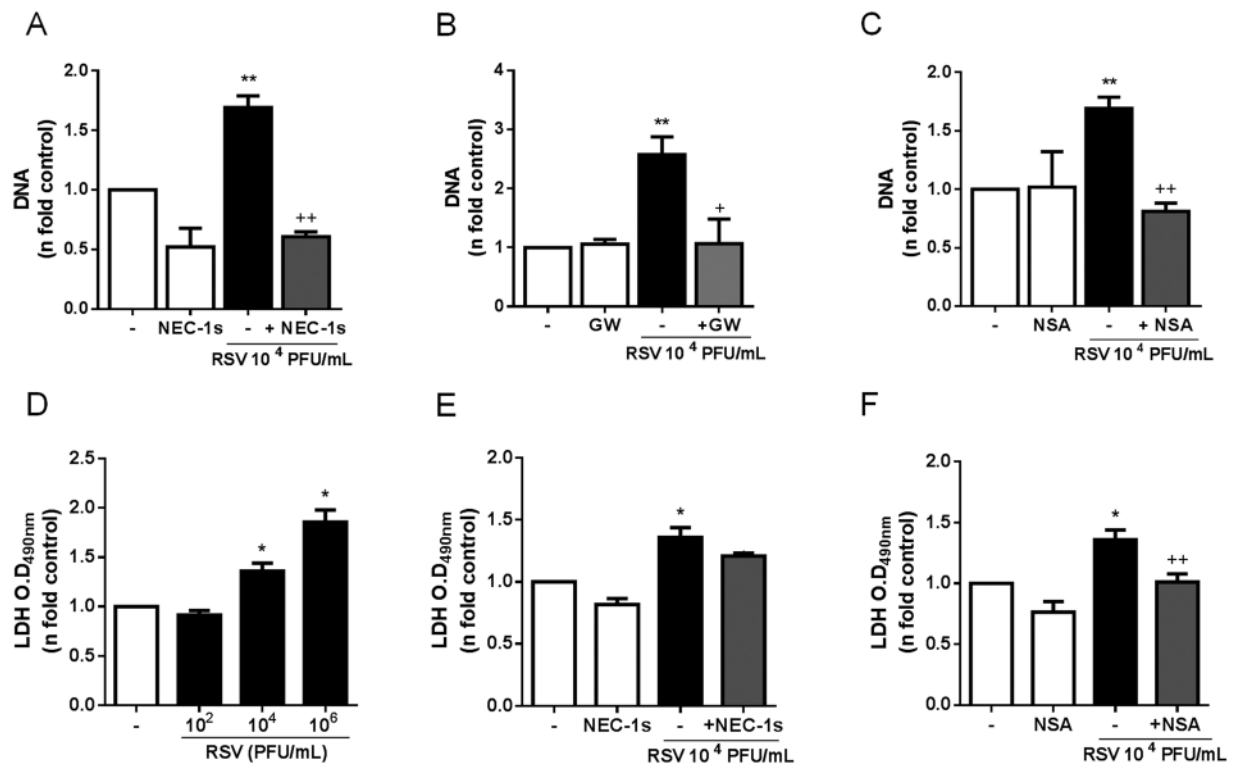 A
DNA
(n fold control)
2.0
1.5
1.0
0.5
0.0
**
++
- NEC-1s - + NEC-1s
RSV 10 4 PFU/mL
B
DNA
(n fold control)
4
3
2
1
0
**
+
- GW - +GW
RSV 10 4 PFU/mL
C
DNA
(n fold control)
2.0
1.5
1.0
0.5
0.0
**
++
- NSA - + NSA
RSV 10 4 PFU/mL
D
LDH O.D490nm
(n fold control)
2.5
2.0
1.5
1.0
0.5
0.0
*
*
- 10² 10⁴ 10⁶
RSV (PFU/mL)
E
LDH O.D490nm
(n fold control)
2.0
1.5
1.0
0.5
0.0
*
- NEC-1s - +NEC-1s
RSV 10 4 PFU/mL
F
LDH O.D490nm
(n fold control)
2.0
1.5
1.0
0.5
0.0
*
++
- NSA - +NSA
RSV 10 4 PFU/mL